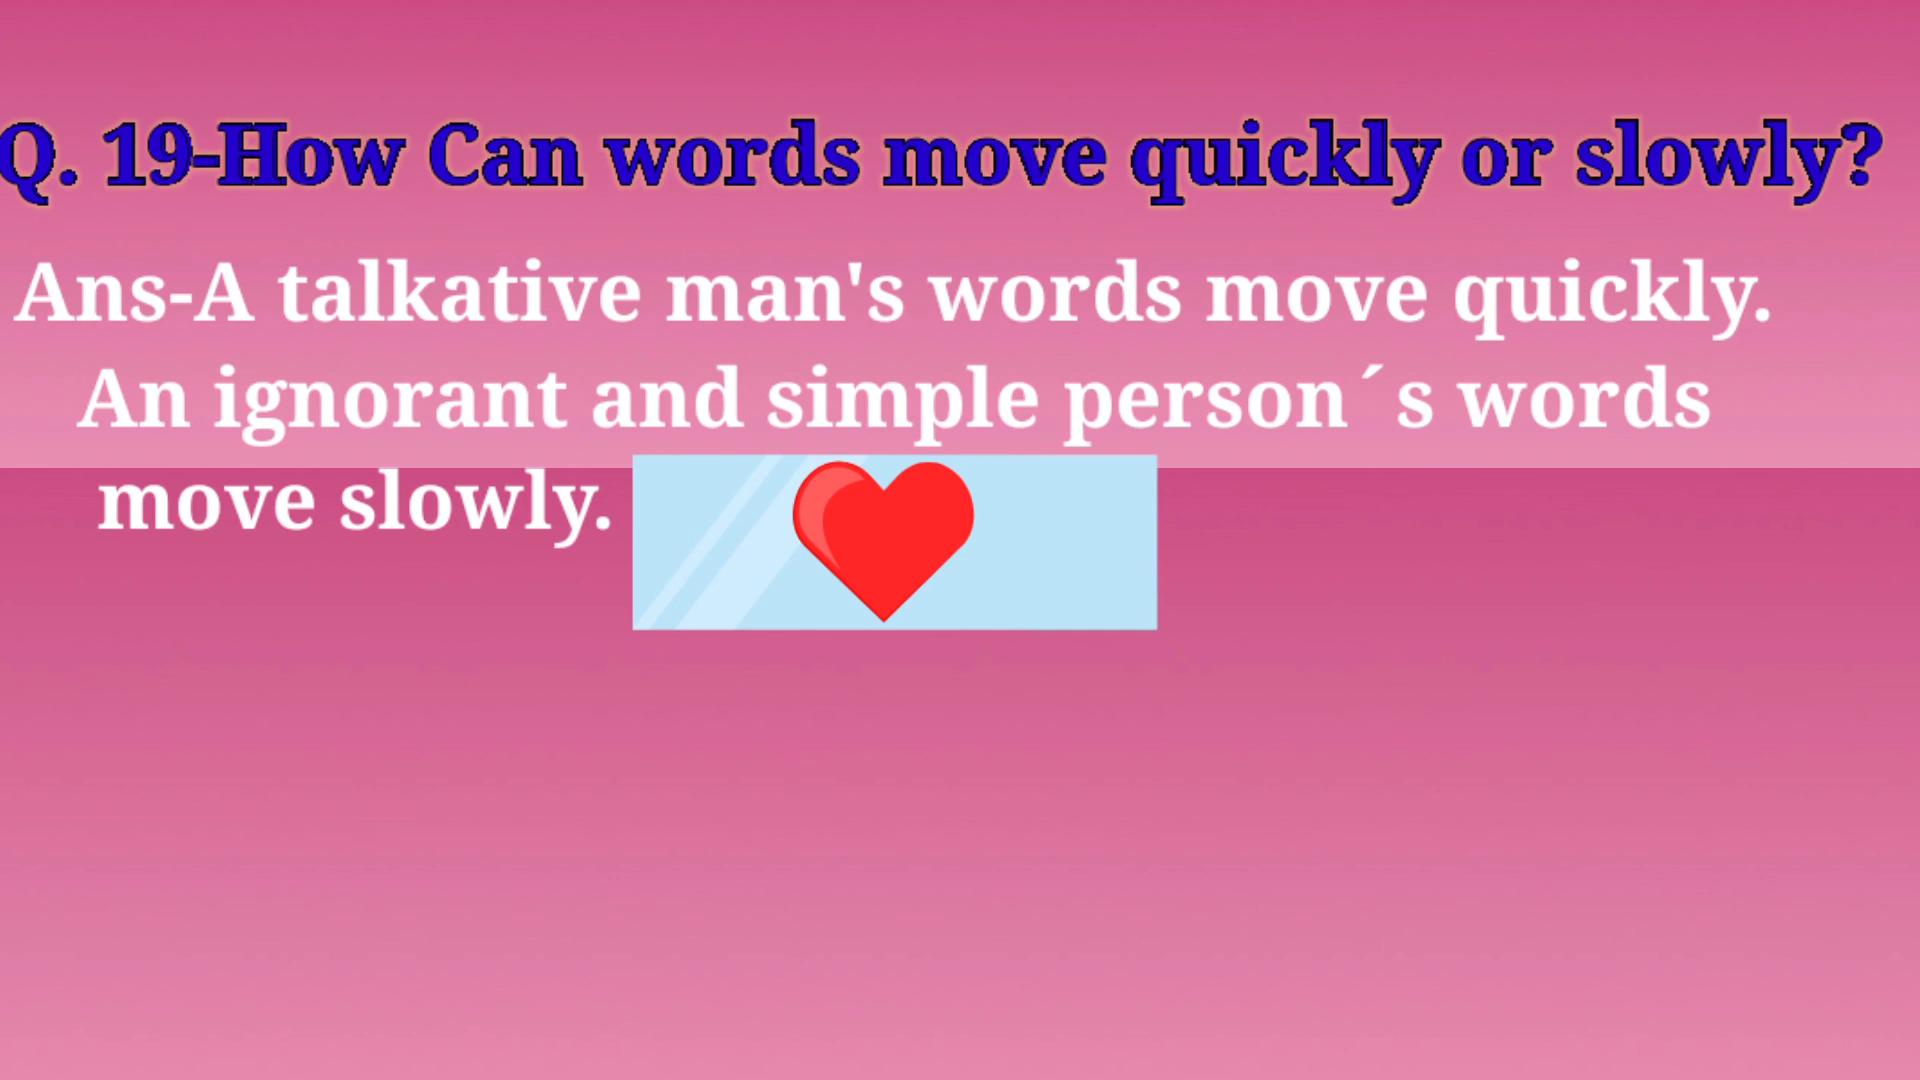 Q. 19-How Can words move quickly or slowly?
Ans-A talkative man's words move quickly.
An ignorant and simple person´s words
move slowly.